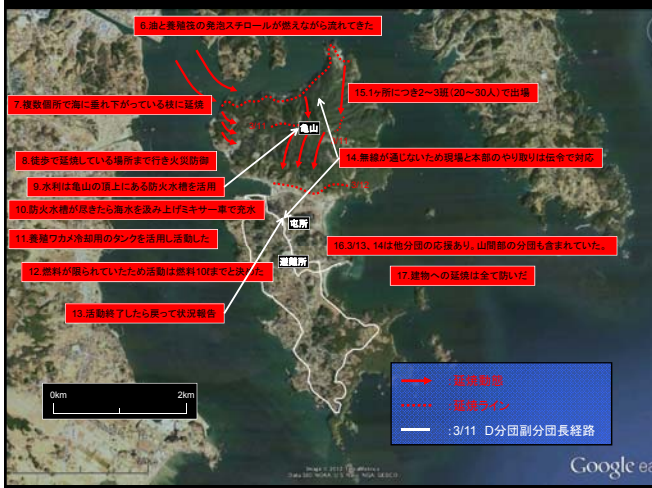 6.油と養殖筏の発泡スチロールが燃えながら流れてきた
7.複数個所で海に垂れ下がっている枝に延焼
15.1ヶ所につき2～3班(20～30人)で出場
亀山
8.徒歩で延焼している場所まで行き火災防御
14.無線が通じないため現場と本部のやり取りは伝令で対応
9.水利は亀山の頂上にある防火水槽を活用
10.防火水槽が尽きたら海水を汲み上げミキサー車で充水
屯所
11.養殖ワカメ冷却用のタンクを活用し活動した
16.3/13、14は他分団の応援あり。山間部の分団も含まれていた。
避難所
12.燃料が限られていたため活動は燃料10ℓまでと決めた
17.建物への延焼は全て防いだ
13.活動終了したら戻って状況報告
0km 2km
延焼ライン
:3/11 D分団副分団長経路
Google ea